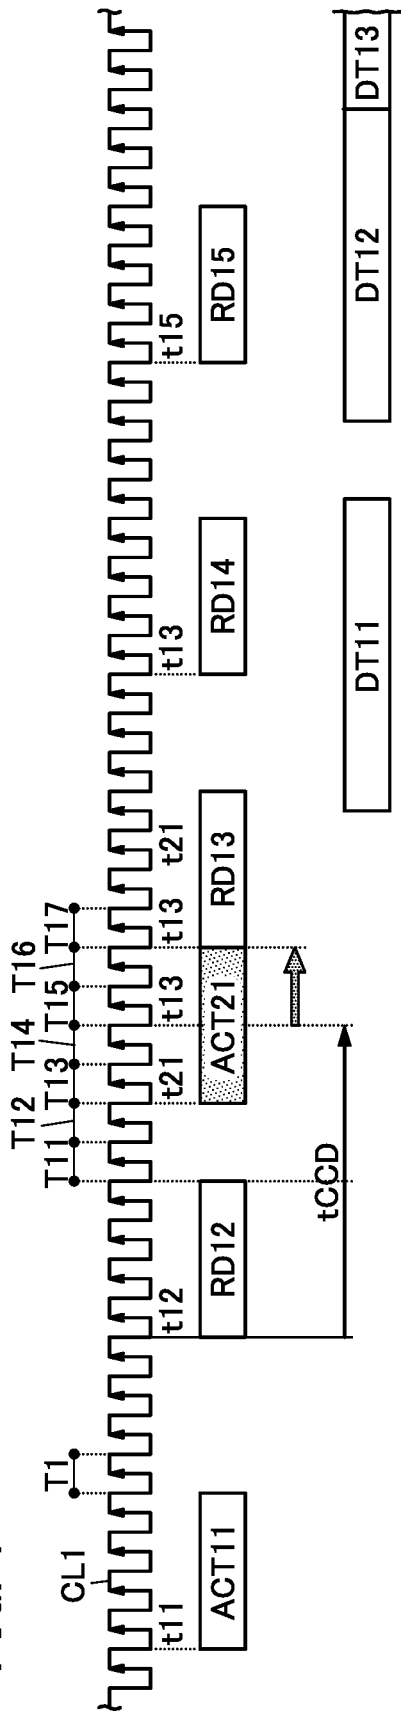 T11 T12 T13 T14 T15 T16 T17
T1
CL1
t11 t12 t21 t13 t13 t21 t13 t15
ACT11 RD12 ACT21 RD13 RD14 RD15
tCCD
DT11 DT12 DT13